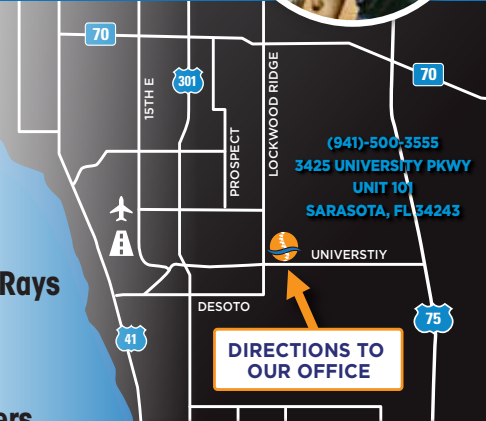 70
70
301
15TH E
PROSPECT
LOCKWOOD RIDGE
(941)-500-3555
3425 UNIVERSITY PKWY
UNIT 101
SARASOTA, FL 34243
UNIVERSTIY
Rays
DESOTO
75
41
DIRECTIONS TO
OUR OFFICE
ers